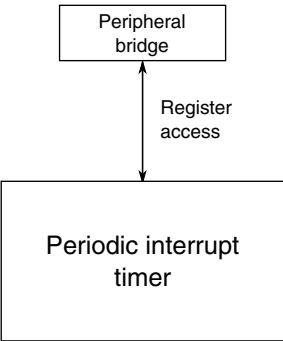 Peripheral
bridge
Register
access
Periodic interrupt
timer